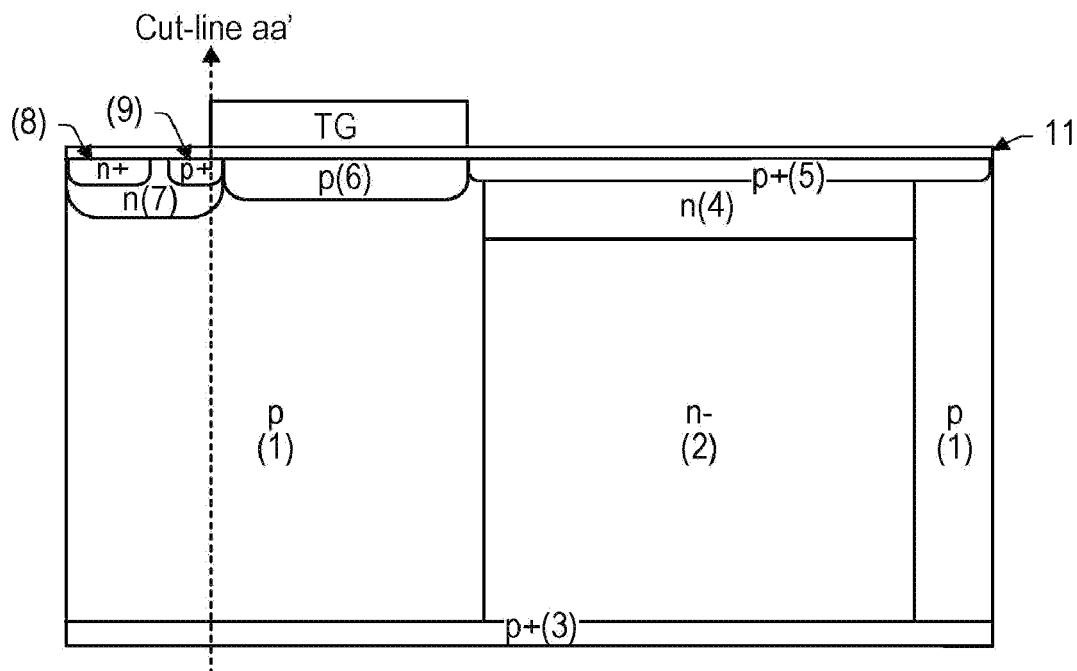 Cut-line aa'
(8)
(9)
TG
11
n+
p+
p(6)
p+(5)
n(7)
n(4)
p
(1)
n-
(2)
p
(1)
p+(3)